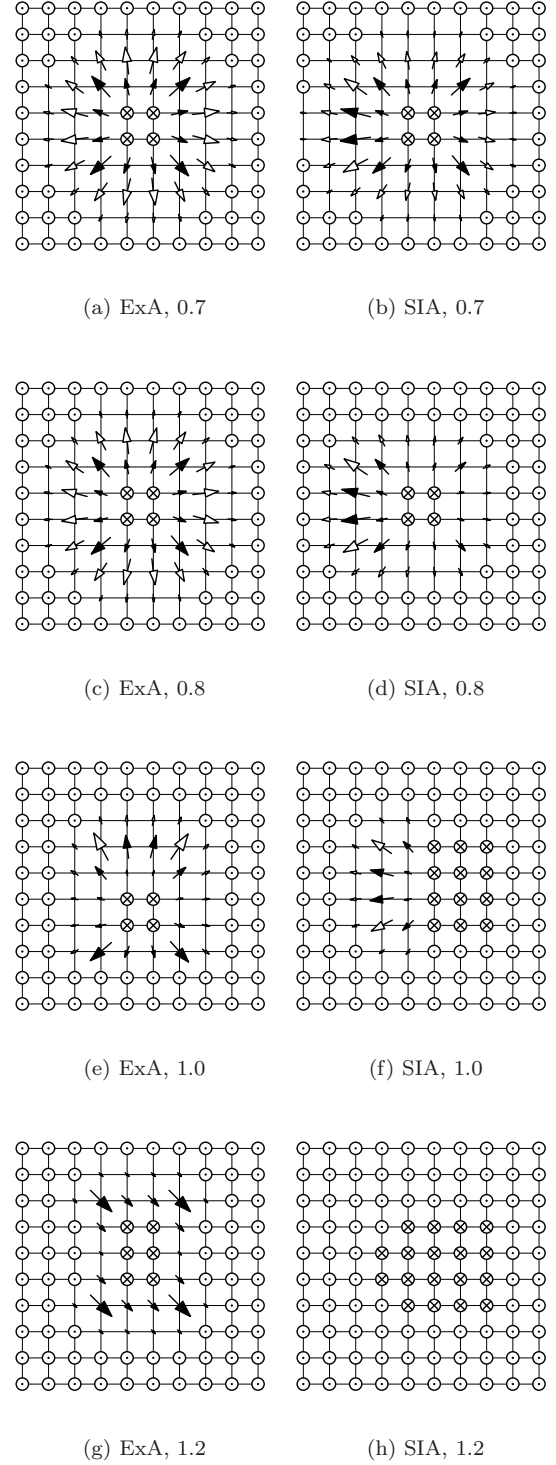 (a) ExA, 0.7
(b) SIA, 0.7
(c) ExA, 0.8
(d) SIA, 0.8
(e) ExA, 1.0
(f) SIA, 1.0
(g) ExA, 1.2
(h) SIA, 1.2